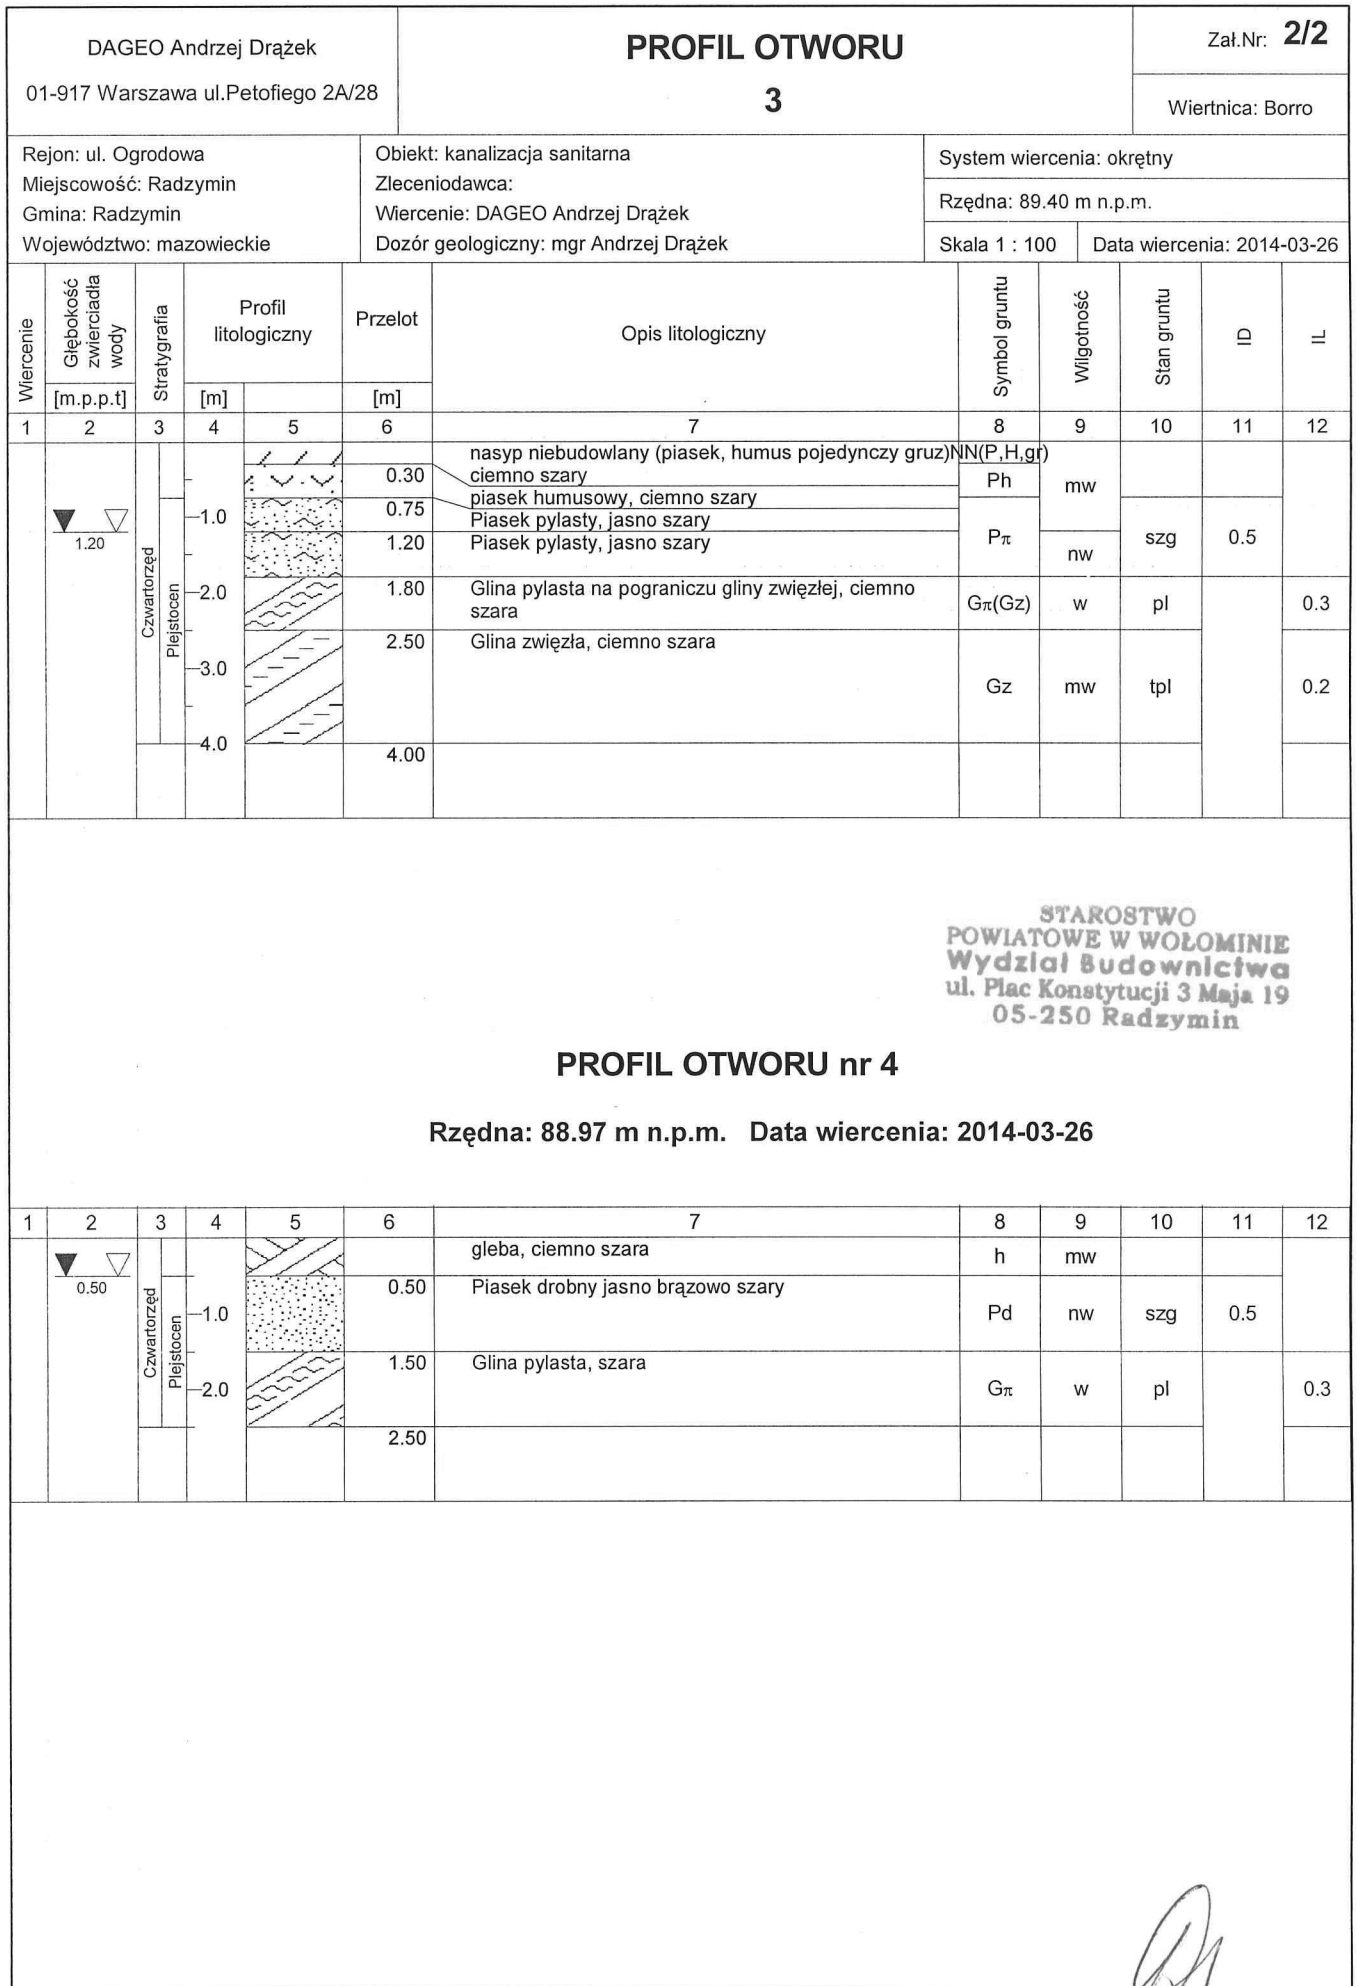 DAGEO Andrzej Drążek
01-917 Warszawa ul.Petofiego 2A/28
PROFIL OTWORU
3
Zał.Nr: 2/2
Wiertnica: Borro
Rejon: ul. Ogrodowa
Miejscowość: Radzymin
Gmina: Radzymin
Województwo: mazowieckie
Obiekt: kanalizacja sanitarna
Zleceniodawca:
Wiercenie: DAGEO Andrzej Drążek
Dozór geologiczny: mgr Andrzej Drążek
System wiercenia: okrętny
Rzędna: 89.40 m n.p.m.
Skala 1 : 100
Data wiercenia: 2014-03-26
Wiercenie
Głębokość zwierciadła wody
[m.p.p.t]
Stratygrafia
Profil litologiczny
[m]
Przelot
[m]
Opis litologiczny
Symbol gruntu
Wilgotność
Stan gruntu
ID
IL
1 2 3 4 5 6 7 8 9 10 11 12
nasyp niebudowlany (piasek, humus pojedynczy gruz)NN(P,H,gr)
0.30 ciemno szary Ph mw
piasek humusowy, ciemno szary
1.0 0.75 Piasek pylasty, jasno szary
1.20 1.20 Piasek pylasty, jasno szary Pπ nw szg 0.5
Czwartorzęd
Plejstocen
2.0 1.80 Glina pylasta na pograniczu gliny zwięzłej, ciemno
szara Gπ(Gz) w pl 0.3
2.50 Glina zwięzła, ciemno szara
3.0 Gz mw tpl 0.2
4.0
4.00
STAROSTWO
POWIATOWE W WOŁOMINIE
Wydział Budownictwa
ul. Plac Konstytucji 3 Maja 19
05-250 Radzymin
PROFIL OTWORU nr 4
Rzędna: 88.97 m n.p.m. Data wiercenia: 2014-03-26
1 2 3 4 5 6 7 8 9 10 11 12
gleba, ciemno szara h mw
0.50 0.50 Piasek drobny jasno brązowo szary
1.0 Pd nw szg 0.5
Czwartorzęd
Plejstocen
1.50 Glina pylasta, szara
2.0 Gπ w pl 0.3
2.50